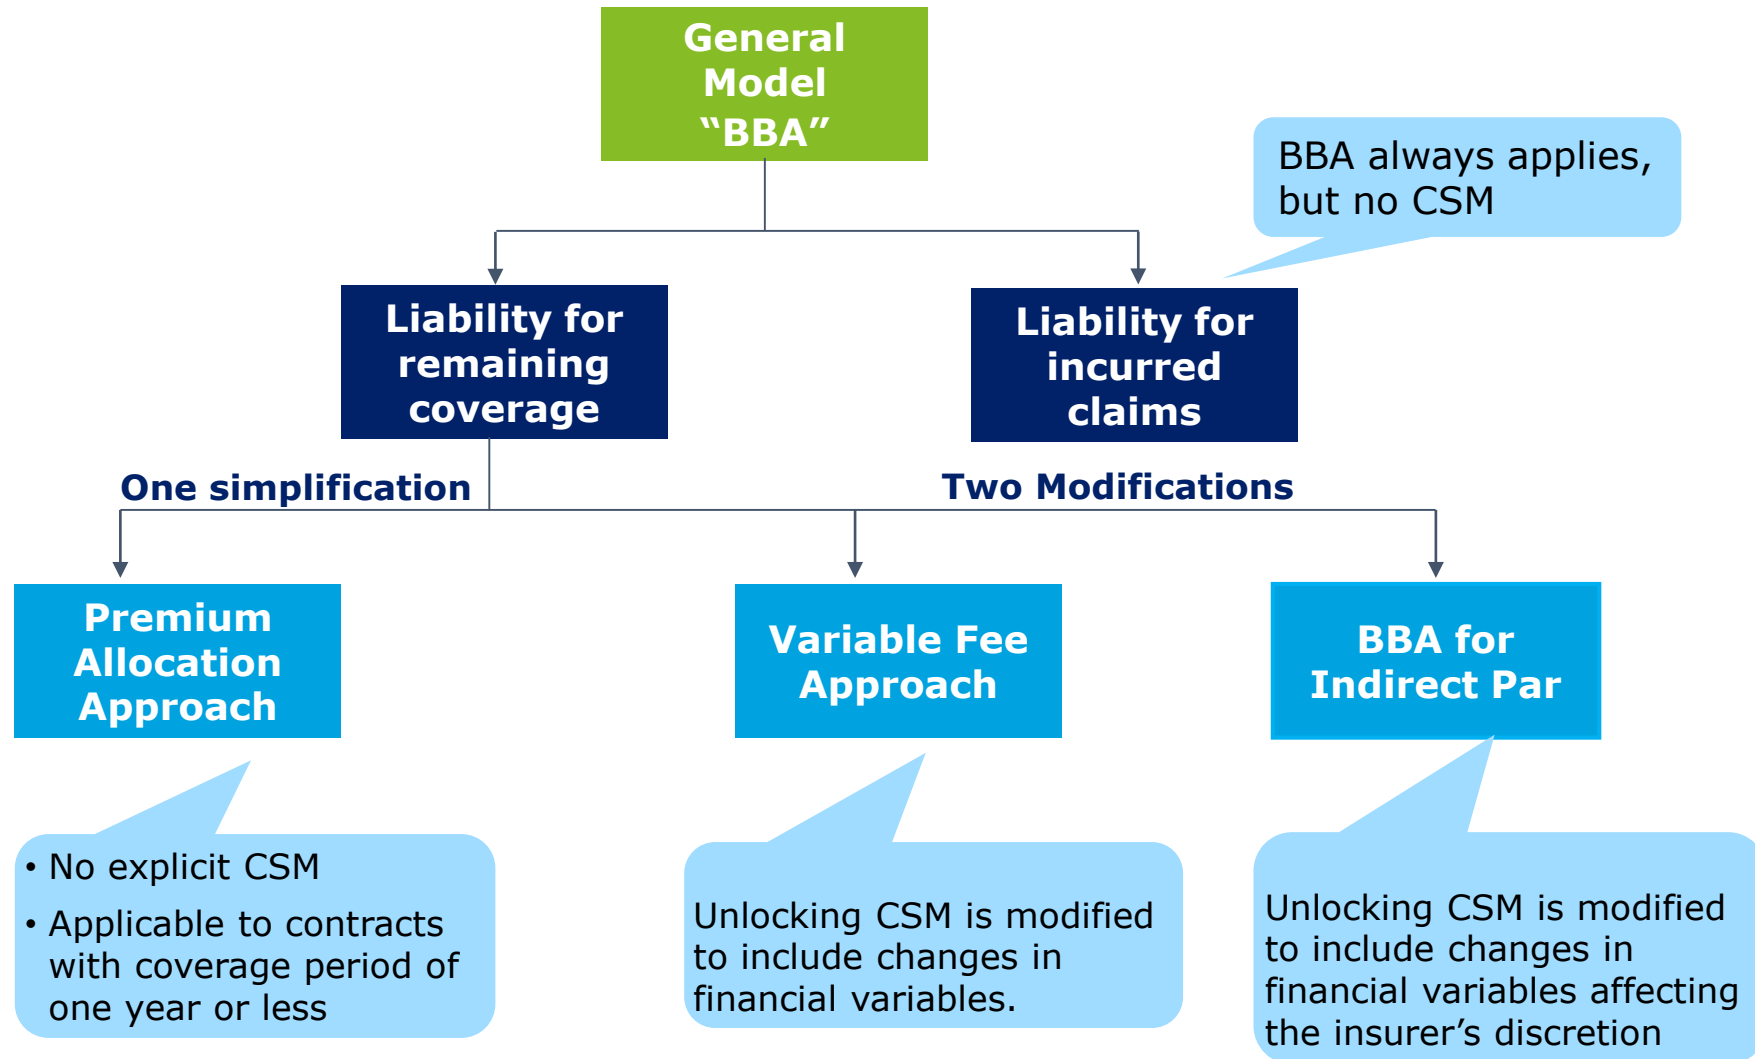 General
Model
“BBA”
BBA always applies,
but no CSM
Liability for
remaining
coverage
Liability for
incurred
claims
One simplification
Two Modifications
Premium
Allocation
Approach
Variable Fee
Approach
BBA for
Indirect Par
• No explicit CSM
• Applicable to contracts
with coverage period of
one year or less
Unlocking CSM is modified
to include changes in
financial variables.
Unlocking CSM is modified
to include changes in
financial variables affecting
the insurer’s discretion